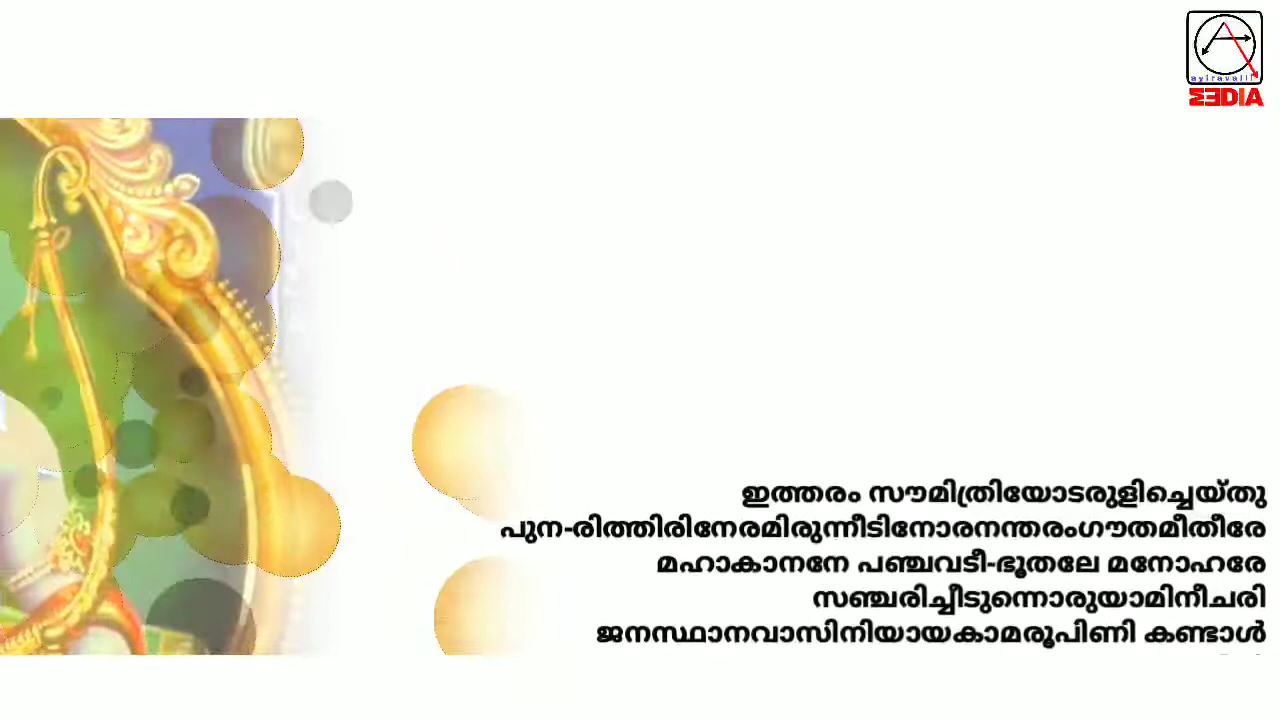 ayiravalli
MEDIA
ഇത്തരം സൗമിത്രിയോടരുളിച്ചെയ്തു
പുന-രിത്തിരിനേരമിരുന്നീടിനോരനന്തരംഗൗതമീതീരേ
മഹാകാനനേ പഞ്ചവടീ-ഭൂതലേ മനോഹരേ
സഞ്ചരിച്ചീടുന്നൊരുയാമിനീചരി
ജനസ്ഥാനവാസിനിയായകാമരൂപിണി കണ്ടാൾ